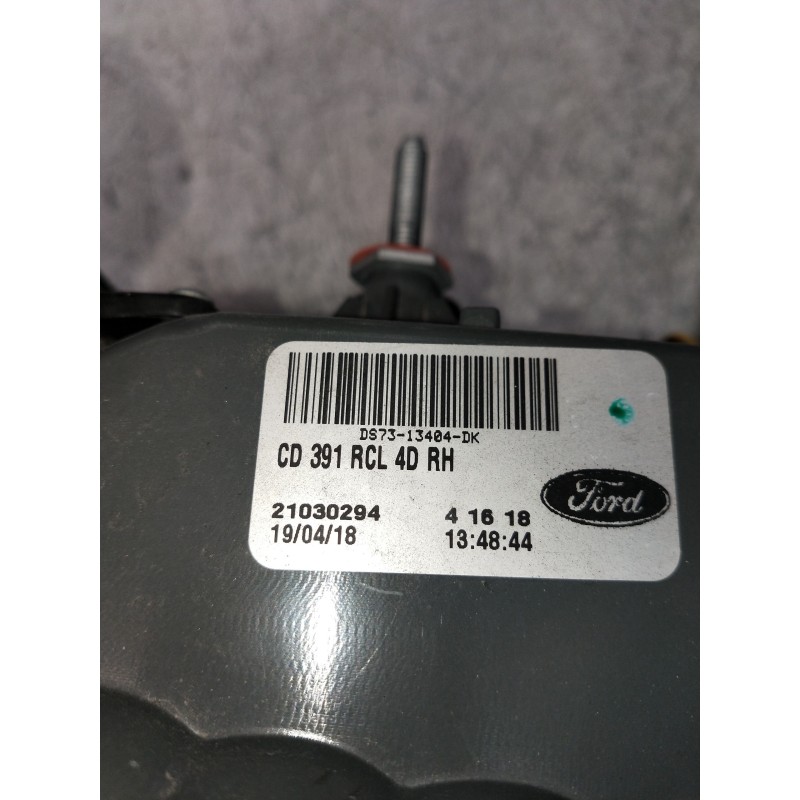 DS73-13404-DK
CD 391 RCL 4D RH
Ford
21030294 4 16 18
19/04/18 13:48:44